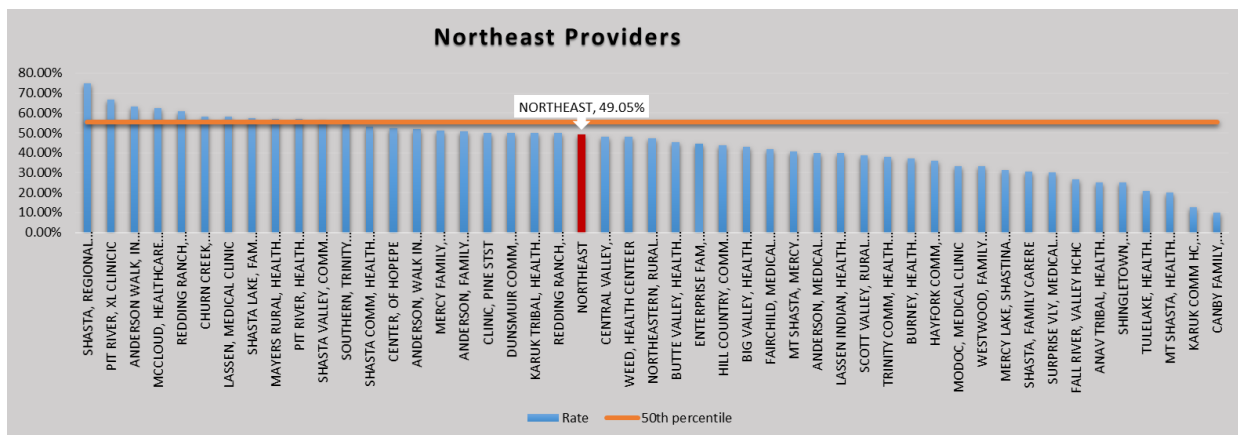 Northeast Providers
80.00%
70.00%
60.00%
50.00%
40.00%
30.00%
20.00%
10.00%
0.00%
NORTHEAST, 49.05%
SHASTA, REGIONAL…
PIT RIVER, XL CLINICIC
ANDERSON WALK, IN…
MCCLOUD, HEALTHCARE…
REDDING RANCH,…
CHURN CREEK,…
LASSEN, MEDICAL CLINIC
SHASTA LAKE, FAM…
MAYERS RURAL, HEALTH…
PIT RIVER, HEALTH…
SHASTA VALLEY, COMM…
SOUTHERN, TRINITY…
SHASTA COMM, HEALTH…
CENTER, OF HOPEPE
ANDERSON, WALK IN…
MERCY FAMILY,…
ANDERSON, FAMILY…
CLINIC, PINE STST
DUNSMUIR COMM,…
KARUK TRIBAL, HEALTH…
REDDING RANCH,…
NORTHEAST
CENTRAL VALLEY,…
WEED, HEALTH CENTEER
NORTHEASTERN, RURAL…
BUTTE VALLEY, HEALTH…
ENTERPRISE FAM,…
HILL COUNTRY, COMM…
BIG VALLEY, HEALTH…
FAIRCHILD, MEDICAL…
MT SHASTA, MERCY…
ANDERSON, MEDICAL…
LASSEN INDIAN, HEALTH…
SCOTT VALLEY, RURAL…
TRINITY COMM, HEALTH…
BURNEY, HEALTH…
HAYFORK COMM,…
MODOC, MEDICAL CLINIC
WESTWOOD, FAMILY…
MERCY LAKE, SHASTINA…
SHASTA, FAMILY CARERE
SURPRIS VLY, MEDICAL…
FALL RIVER, VALLEY HCHC
ANAV TRIBAL, HEALTH…
SHINGLETOWN,…
TULELAKE, HEALTH…
MT SHASTA, HEALTH…
KARUK COMM HC,…
CANBY FAMILY,…
Rate
50th percentile